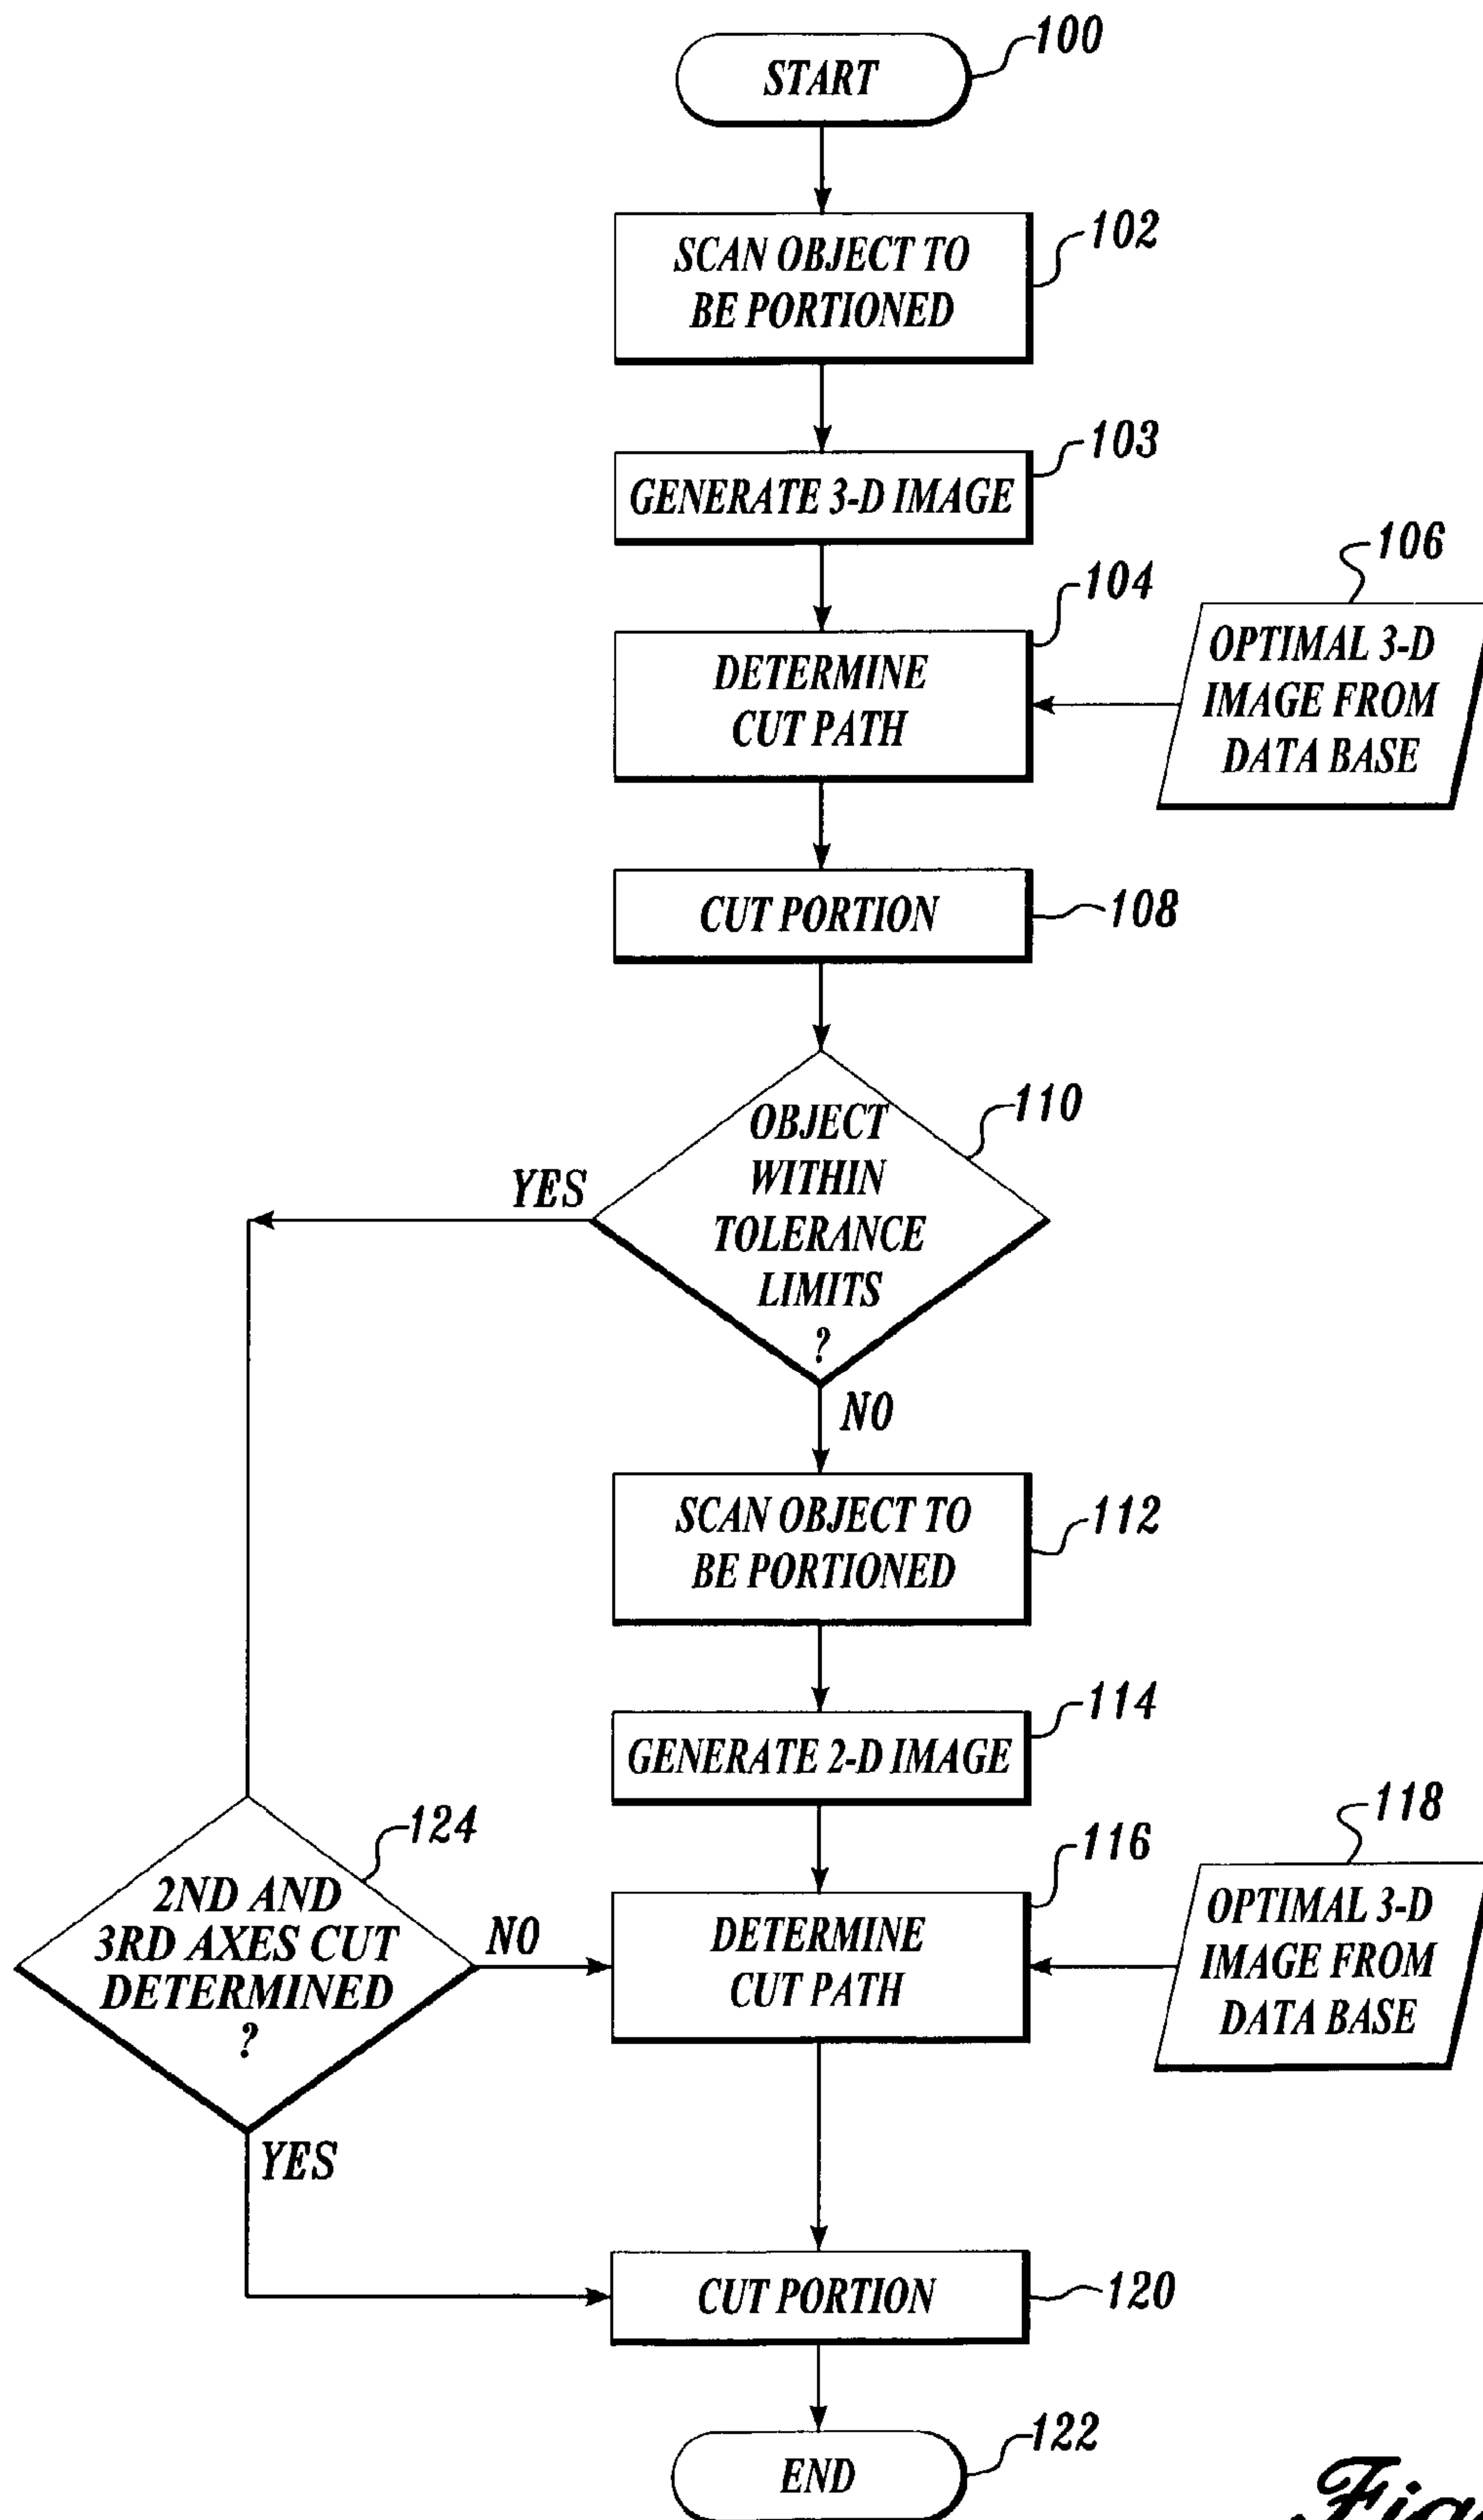 START
100
SCAN OBJECT TO
BE PORTIONED
102
GENERATE 3-D IMAGE
103
DETERMINE
CUT PATH
104
OPTIMAL 3-D
IMAGE FROM
DATA BASE
106
CUT PORTION
108
OBJECT
WITHIN
TOLERANCE
LIMITS
?
110
YES
NO
SCAN OBJECT TO
BE PORTIONED
112
GENERATE 2-D IMAGE
114
2ND AND
3RD AXES CUT
DETERMINED
?
124
NO
YES
DETERMINE
CUT PATH
116
OPTIMAL 3-D
IMAGE FROM
DATA BASE
118
CUT PORTION
120
END
122
Fig